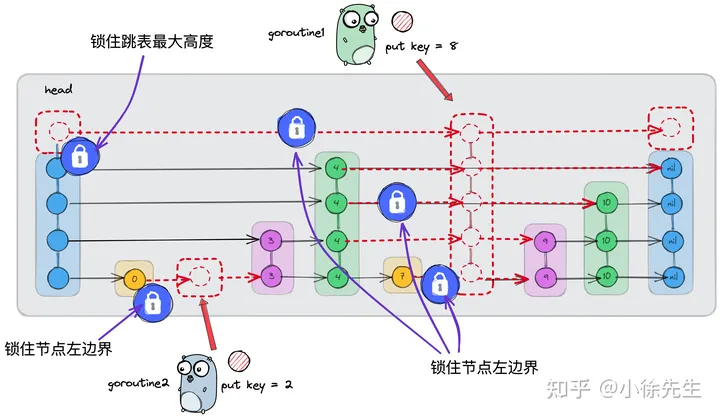 goroutine1
put key = 8
锁住跳表最大高度
head
4
nil
4
10
nil
3
4
9
10
nil
0
3
4
7
9
10
nil
锁住节点左边界
锁住节点左边界
goroutine2
put key = 2
知乎 @小徐先生